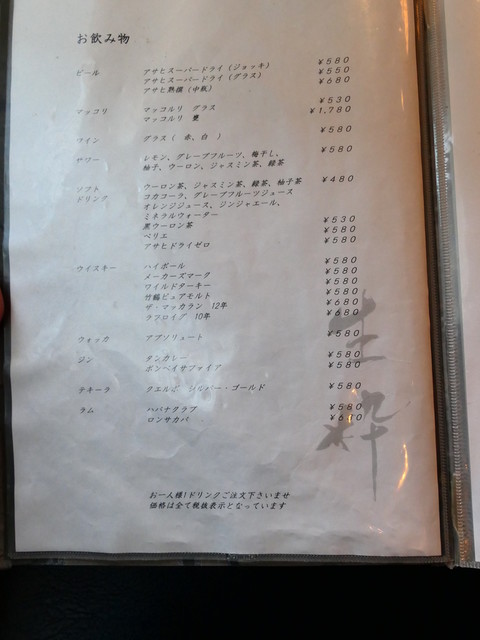 お飲み物
ビール アサヒスーパードライ（ジョッキ） ¥580
アサヒスーパードライ（グラス） ¥550
アサヒ熟撰（中瓶） ¥680
マッコリ マッコルリ グラス ¥530
マッコルリ 甕 ¥1,780
ワイン グラス（ 赤、白 ） ¥580
サワー レモン、グレープフルーツ、梅干し、 ¥580
柚子、ウーロン、ジャスミン茶、緑茶
ソフト ウーロン茶、ジャスミン茶、緑茶、柚子茶 ¥480
ドリンク コカコーラ、グレープフルーツジュース
オレンジジュース、ジンジャエール、
ミネラルウォーター
黒ウーロン茶 ¥530
ペリエ ¥580
アサヒドライゼロ ¥580
ウイスキー ハイボール ¥580
メーカーズマーク ¥580
ワイルドターキー ¥580
竹鶴ピュアモルト ¥580
ザ・マッカラン 12年 ¥680
ラフロイグ 10年 ¥680
ウォッカ アブソリュート ¥580
ジン タンカレー ¥580
ボンベイサファイア ¥580
テキーラ クエルボ シルバー・ゴールド ¥580
ラム ハバナクラブ ¥580
ロンサカパ
粋
お一人様1ドリンクご注文下さいませ
価格は全て税抜表示となっています